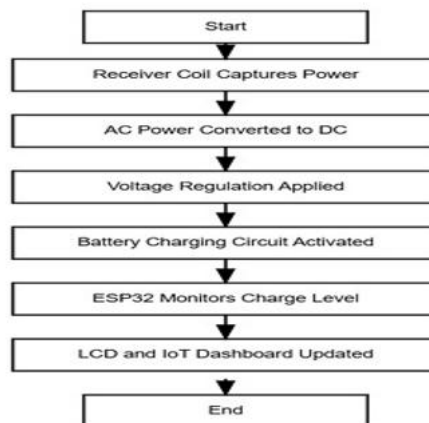 Start
Receiver Coil Captures Power
AC Power Converted to DC
Voltage Regulation Applied
Battery Charging Circuit Activated
ESP32 Monitors Charge Level
LCD and IoT Dashboard Updated
End